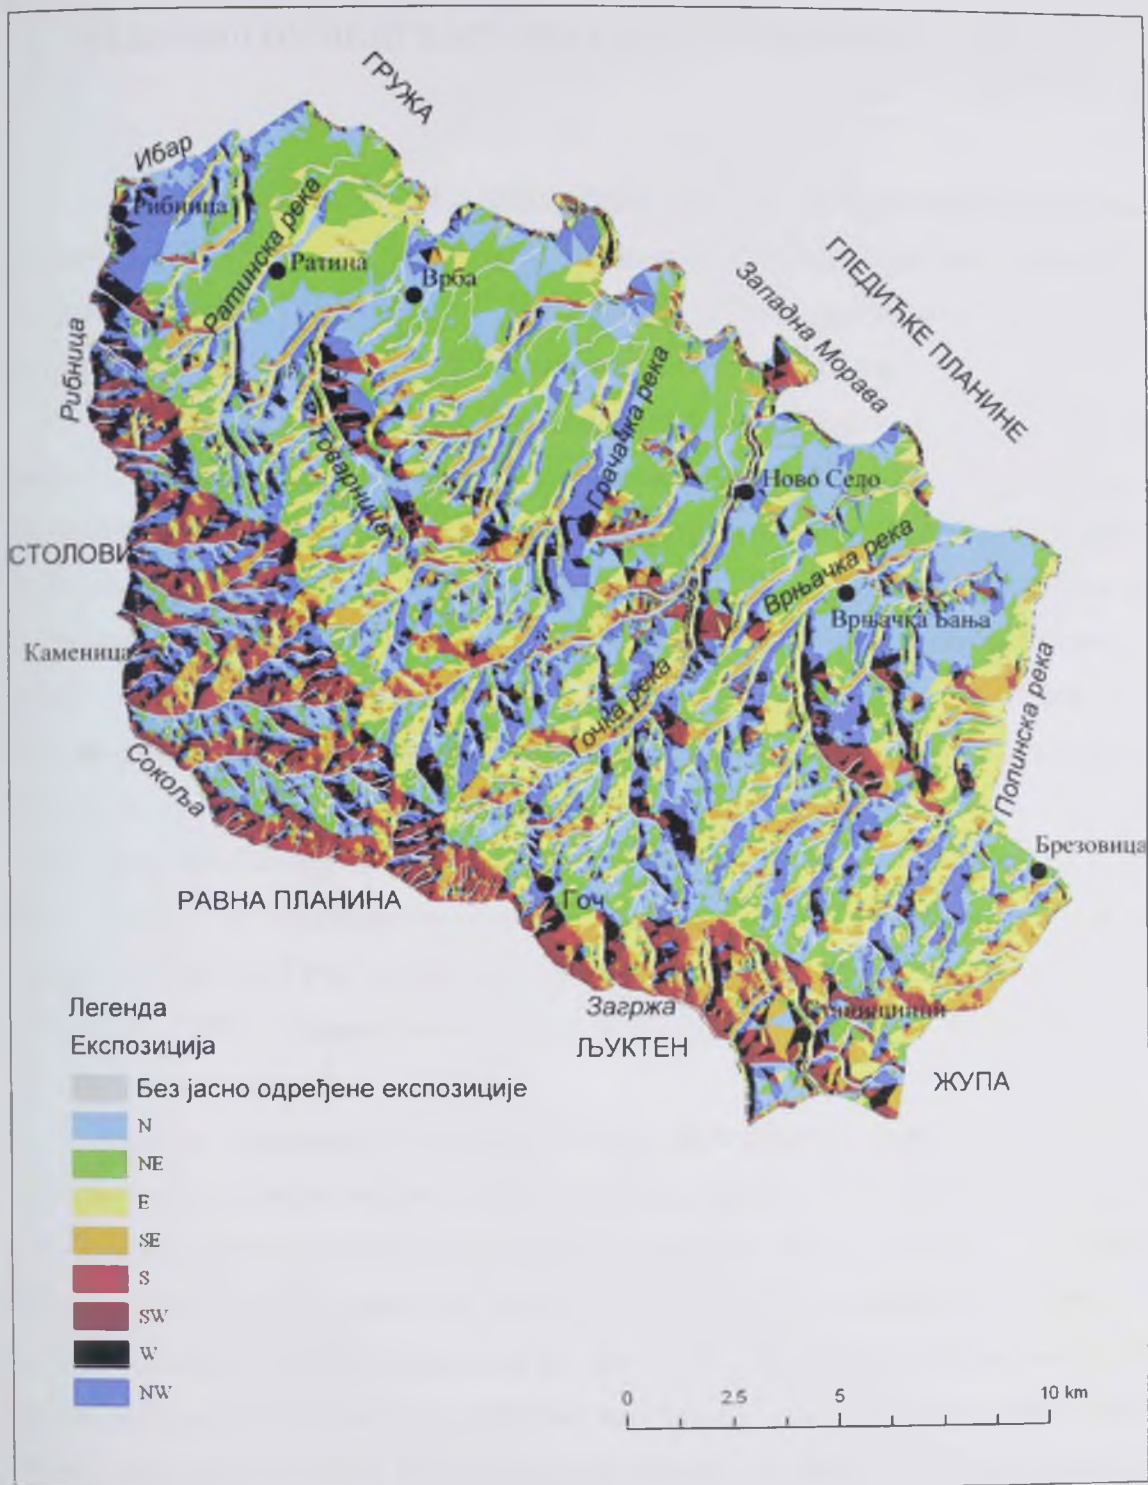 ГРУЖА
Ибар
Рибница
Ратинска река
Ратина
Врба
ГЛЕДИЋКЕ ПЛАНИНЕ
Западна Морава
Рибница
Грачачка река
Товарница
Ново Село
СТОЛОВИ
Врњачка река
Врњачка Бања
Каменица
Гочка река
Попинска река
Сокоља
Брезовица
РАВНА ПЛАНИНА
Гоч
Загржа
ЉУКТЕН
ЖУПА
Легенда
Експозиција
Без јасно одређене експозиције
N
NE
E
SE
S
SW
W
NW
0 2.5 5 10 km